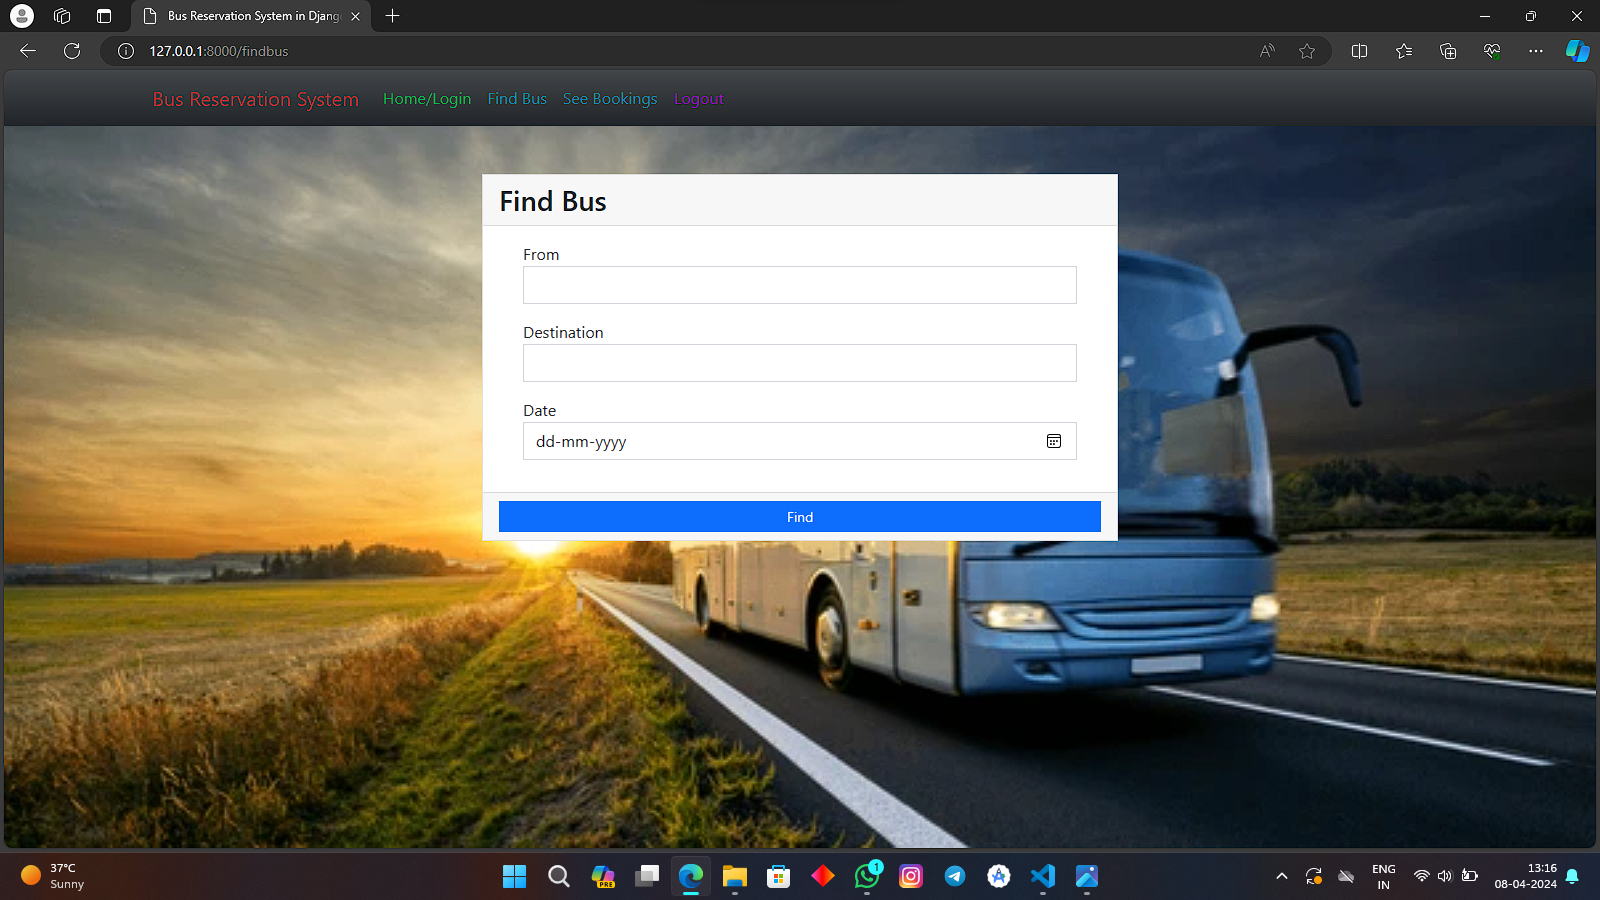 Bus Reservation System in Djang
127.0.0.1:8000/findbus
Bus Reservation System Home/Login Find Bus See Bookings Logout
Find Bus
From
Destination
Date
dd-mm-yyyy
Find
37°C
Sunny
PRE
1
ENG
IN
13:16
08-04-2024